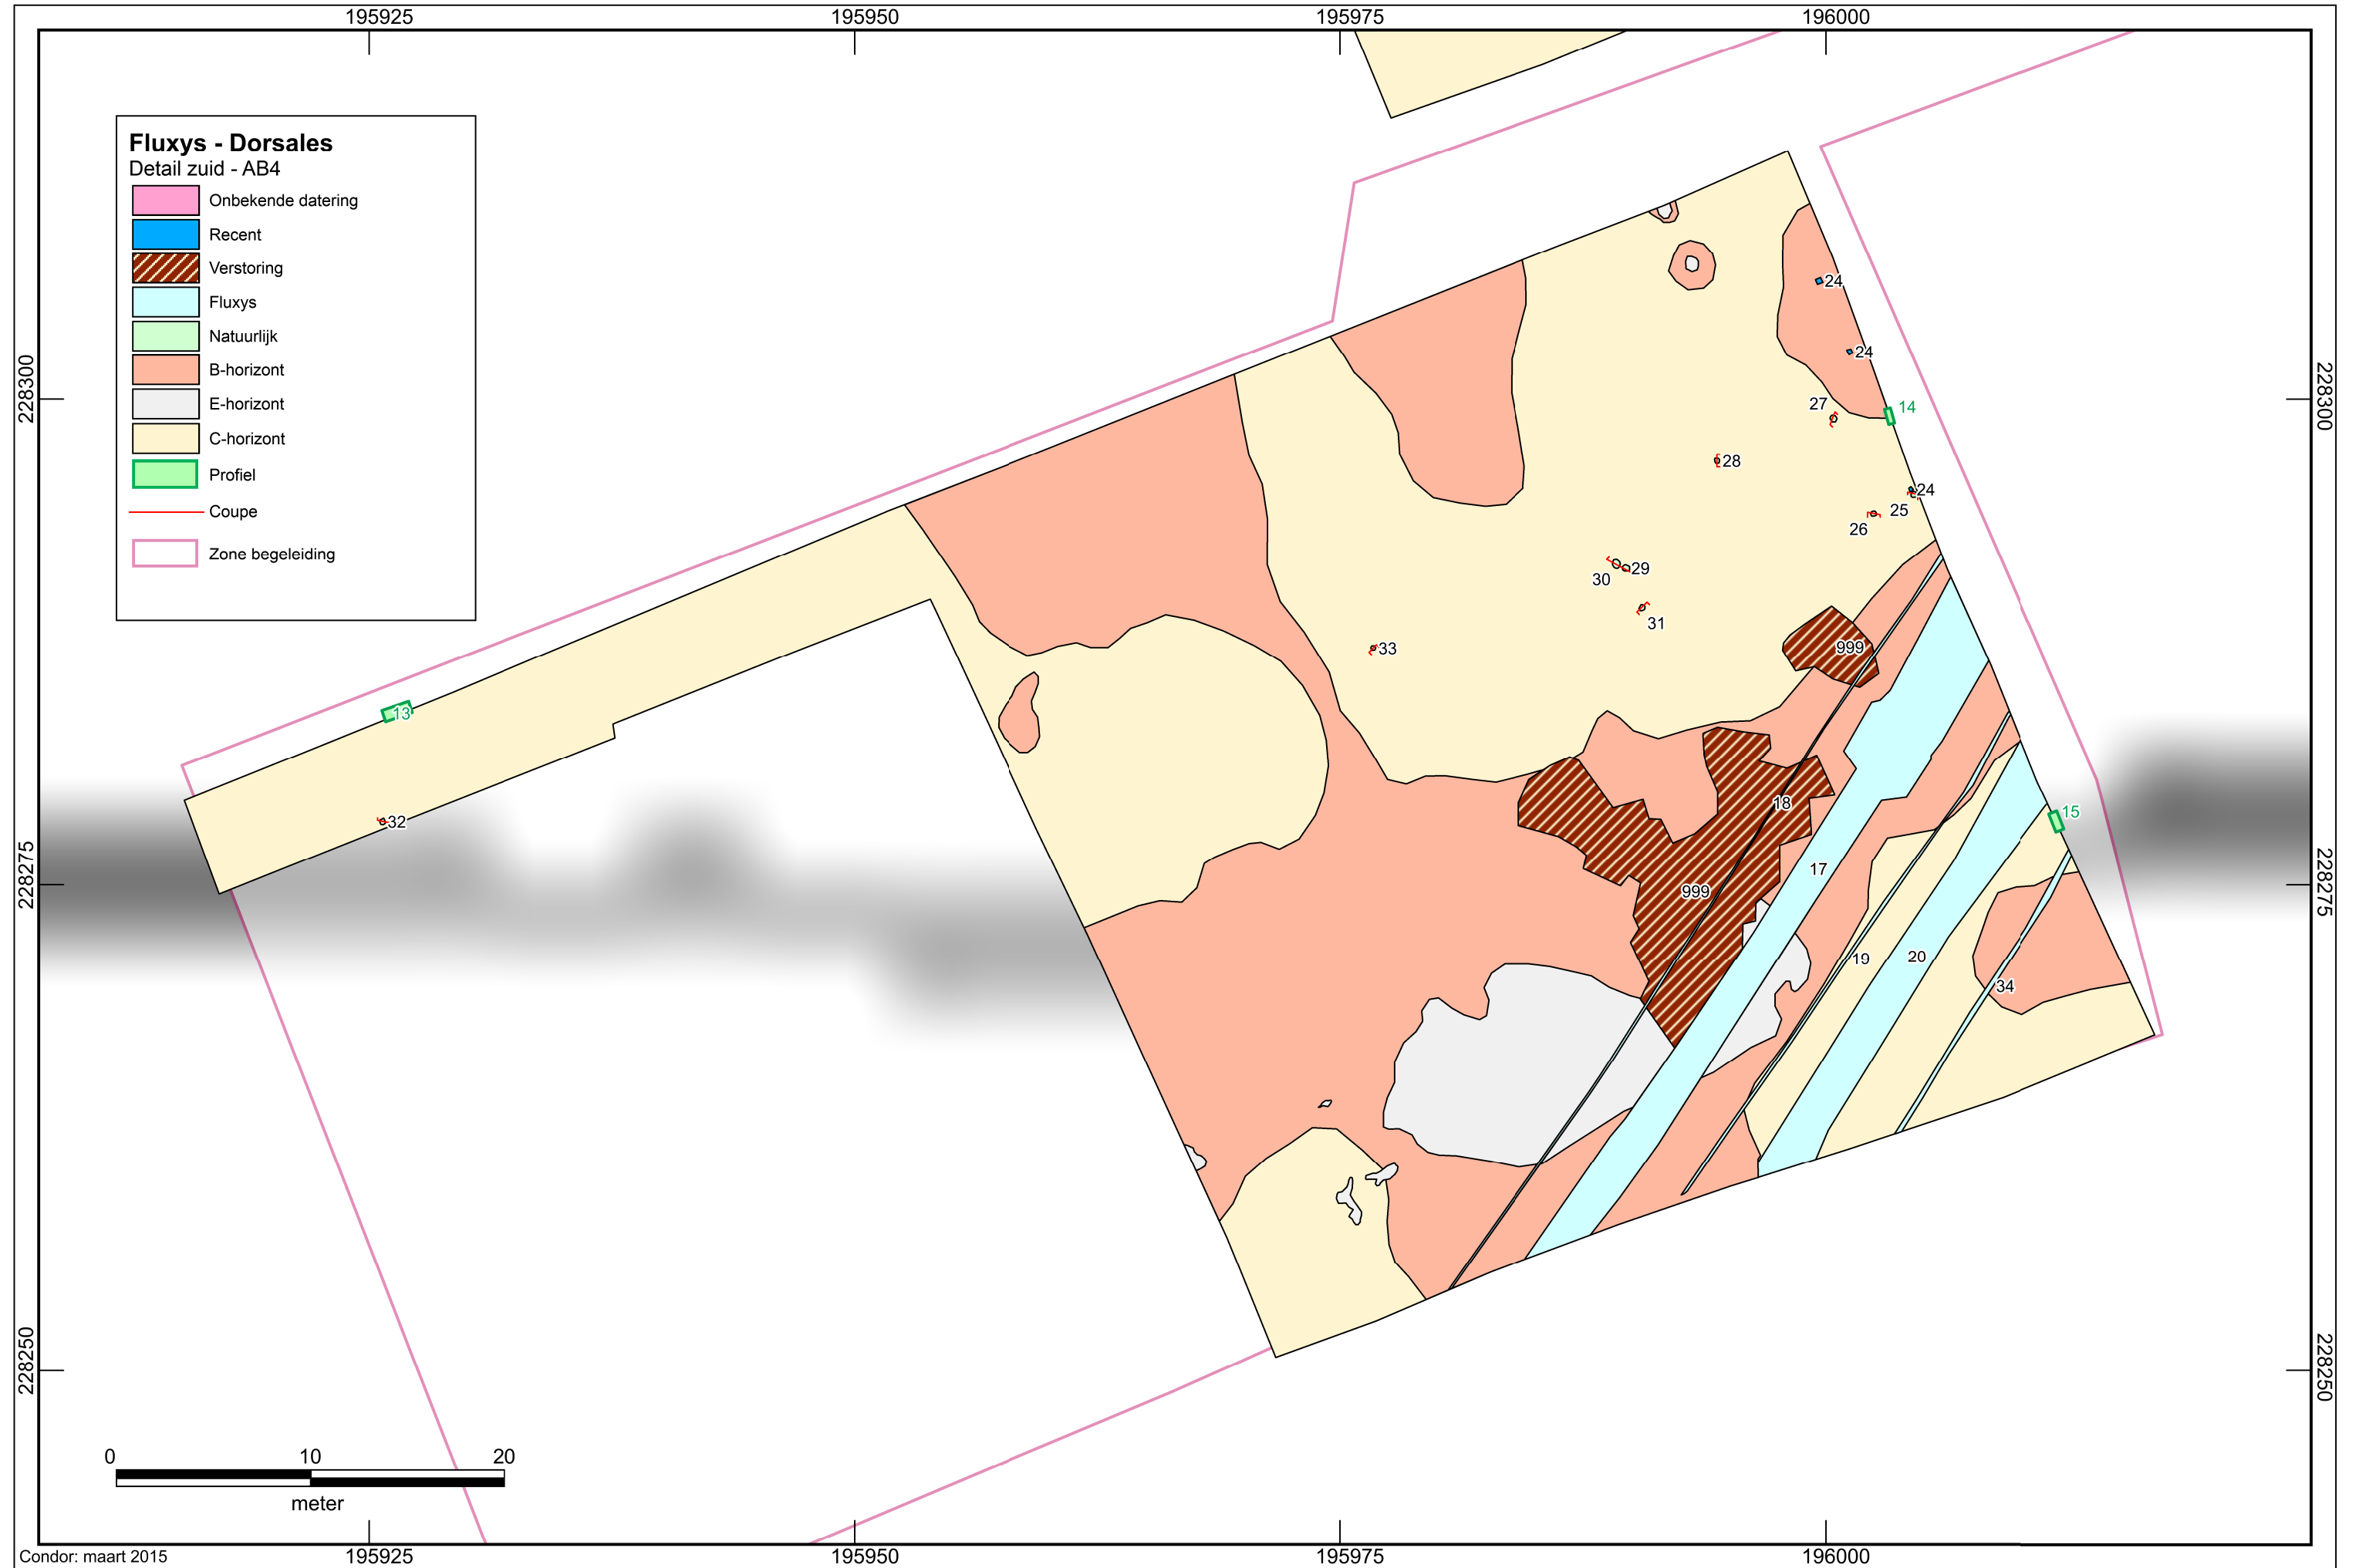 195925 195950 195975 196000
Fluxys - Dorsales
Detail zuid - AB4
Onbekende datering
Recent
Verstoring
Fluxys
Natuurlijk
B-horizont
E-horizont
C-horizont
Profiel
Coupe
Zone begeleiding
24
24
228300
228300
27
14
28
24
25
26
30
29
31
33
999
13
18
15
32
17
228275
228275
999
19
20
34
228250
228250
0 10 20
meter
Condor: maart 2015
195925 195950 195975 196000